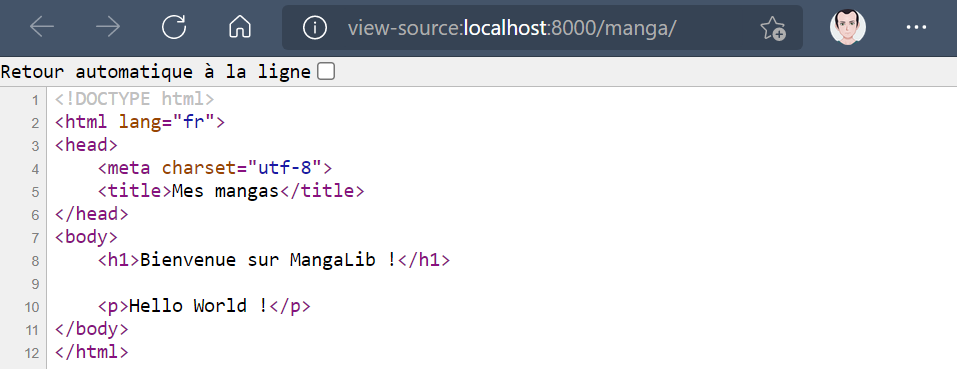 view-source:localhost:8000/manga/
Retour automatique à la ligne
1 <!DOCTYPE html>
2 <html lang="fr">
3 <head>
4     <meta charset="utf-8">
5     <title>Mes mangas</title>
6 </head>
7 <body>
8     <h1>Bienvenue sur MangaLib !</h1>
9
10     <p>Hello World !</p>
11 </body>
12 </html>